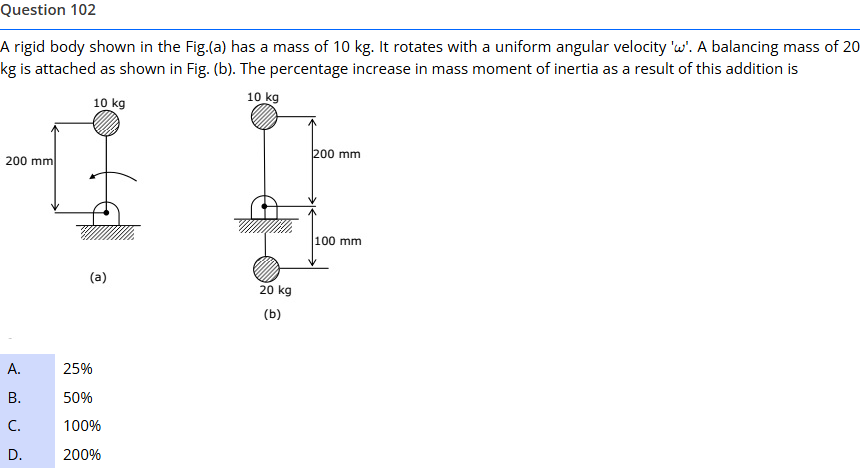 Question 102
A rigid body shown in the Fig.(a) has a mass of 10 kg. It rotates with a uniform angular velocity 'ω'. A balancing mass of 20
kg is attached as shown in Fig. (b). The percentage increase in mass moment of inertia as a result of this addition is
10 kg
200 mm
(a)
10 kg
200 mm
100 mm
20 kg
(b)
A. 25%
B. 50%
C. 100%
D. 200%